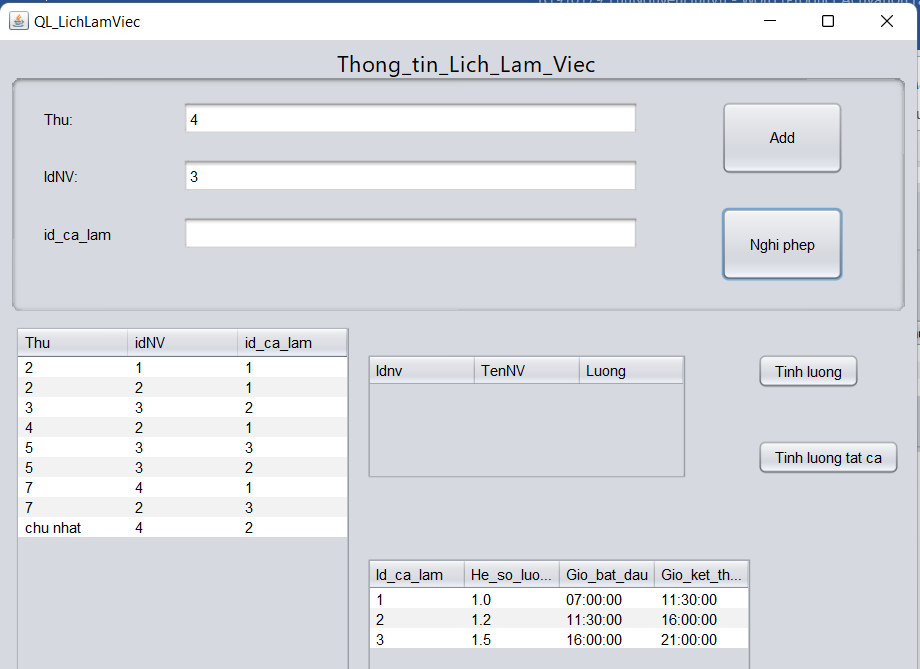 QL_LichLamViec
Thong_tin_Lich_Lam_Viec
Thu: 4
Add
IdNV: 3
id_ca_lam
Nghi phep
Thu idNV id_ca_lam
2 1 1
2 2 1
3 3 2
4 2 1
5 3 3
5 3 2
7 4 1
7 2 3
chu nhat 4 2
Idnv TenNV Luong
Tinh luong
Tinh luong tat ca
Id_ca_lam He_so_luo... Gio_bat_dau Gio_ket_th...
1 1.0 07:00:00 11:30:00
2 1.2 11:30:00 16:00:00
3 1.5 16:00:00 21:00:00